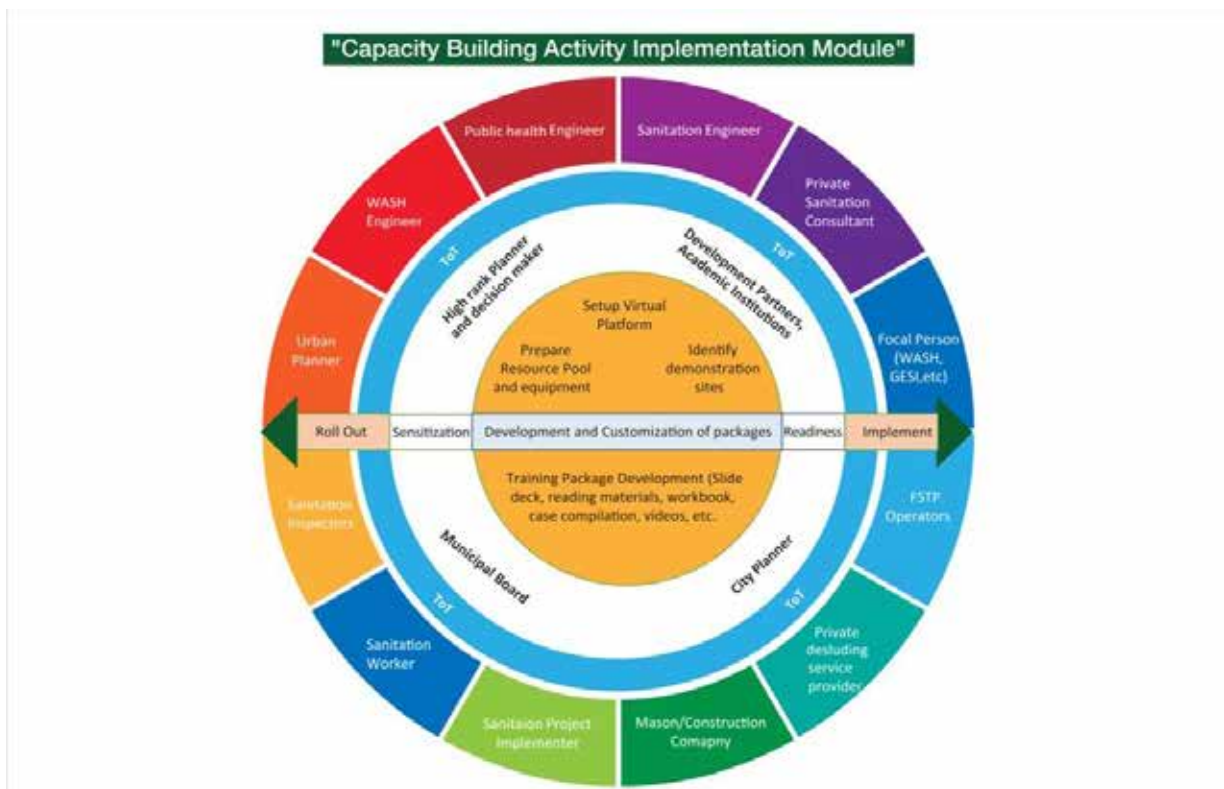 "Capacity Building Activity Implementation Module"
Public health Engineer
Sanitation Engineer
WASH
Engineer
Private
Sanitation
Consultant
ToT
ToT
High rank Planner
and decision maker
Development Partners,
Academic Institutions
Setup Virtual
Platform
Prepare
Resource Pool
and equipment
Identify
demonstration
sites
Urban
Planner
Focal Person
(WASH,
GESI,etc)
Roll Out
Sensitization
Development and Customization of packages
Readiness
Implement
Training Package Development (Slide
deck, reading materials, workbook,
case compilation, videos, etc.
Sanitation
Inspectors
FSTP
Operators
Municipal Board
City Planner
ToT
ToT
Sanitation
Worker
Private
desluding
service
provider
Sanitaion Project
Implementer
Mason/Construction
Comapny